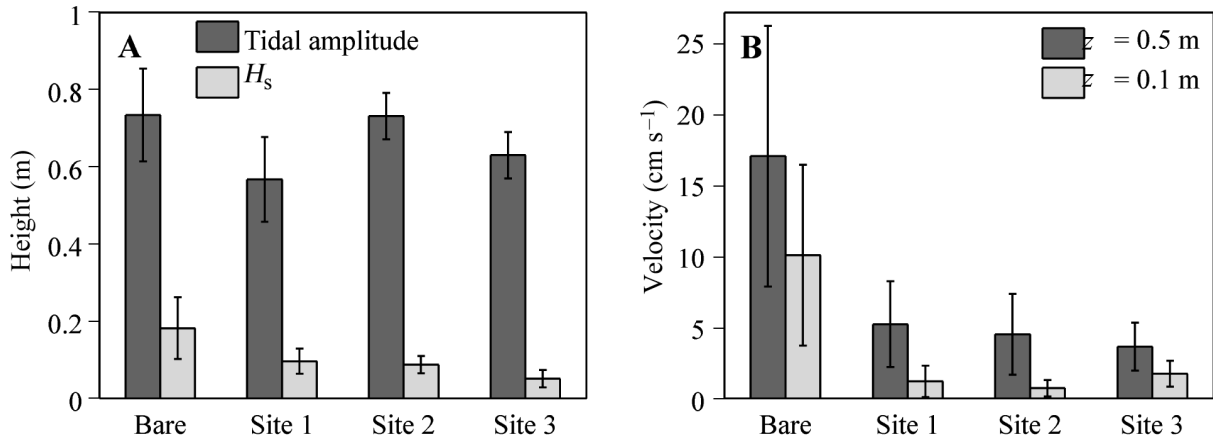 A
Tidal amplitude
Hs
Height (m)
1
0.8
0.6
0.4
0.2
0
Bare Site 1 Site 2 Site 3
B
z = 0.5 m
z = 0.1 m
Velocity (cm s⁻¹)
25
20
15
10
5
0
Bare Site 1 Site 2 Site 3